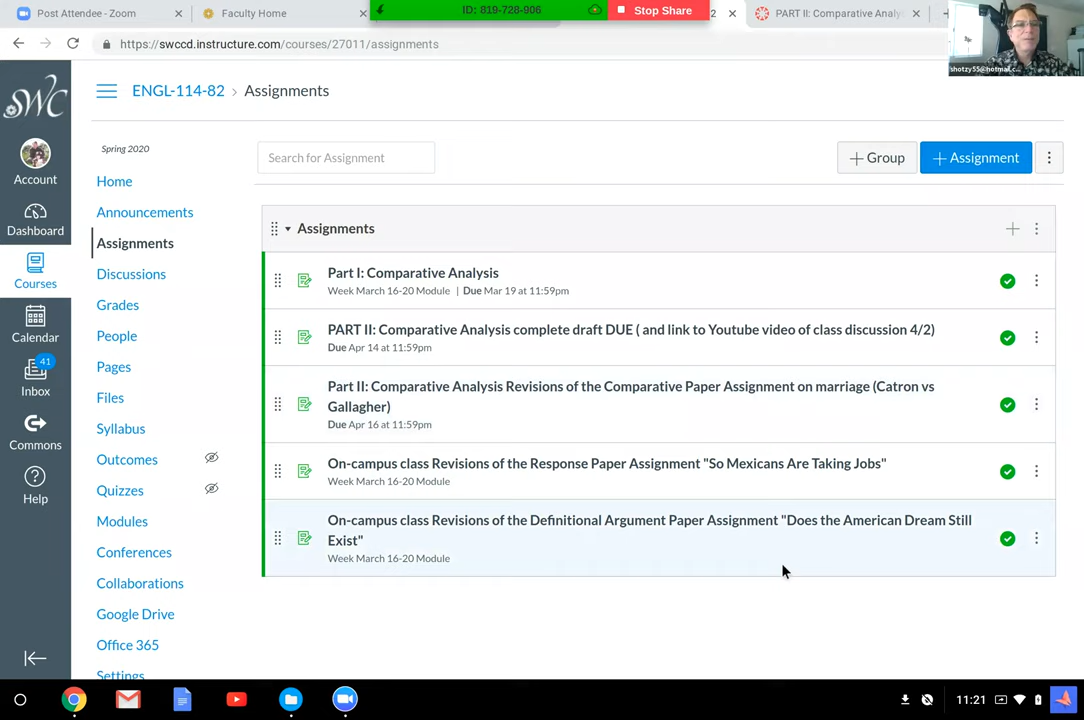 Post Attendee - Zoom
Faculty Home
ID: 819-728-906
Stop Share
2
PART II: Comparative Analy
https://swccd.instructure.com/courses/27011/assignments
shotzy55@hotmail.c...
SWC
ENGL-114-82 › Assignments
Spring 2020
Search for Assignment
+ Group
+ Assignment
Account
Dashboard
Courses
Calendar
41
Inbox
Commons
Help
Home
Announcements
Assignments
Discussions
Grades
People
Pages
Files
Syllabus
Outcomes
Quizzes
Modules
Conferences
Collaborations
Google Drive
Office 365
Settings
Assignments
Part I: Comparative Analysis
Week March 16-20 Module | Due Mar 19 at 11:59pm
PART II: Comparative Analysis complete draft DUE ( and link to Youtube video of class discussion 4/2)
Due Apr 14 at 11:59pm
Part II: Comparative Analysis Revisions of the Comparative Paper Assignment on marriage (Catron vs
Gallagher)
Due Apr 16 at 11:59pm
On-campus class Revisions of the Response Paper Assignment "So Mexicans Are Taking Jobs"
Week March 16-20 Module
On-campus class Revisions of the Definitional Argument Paper Assignment "Does the American Dream Still
Exist"
Week March 16-20 Module
11:21